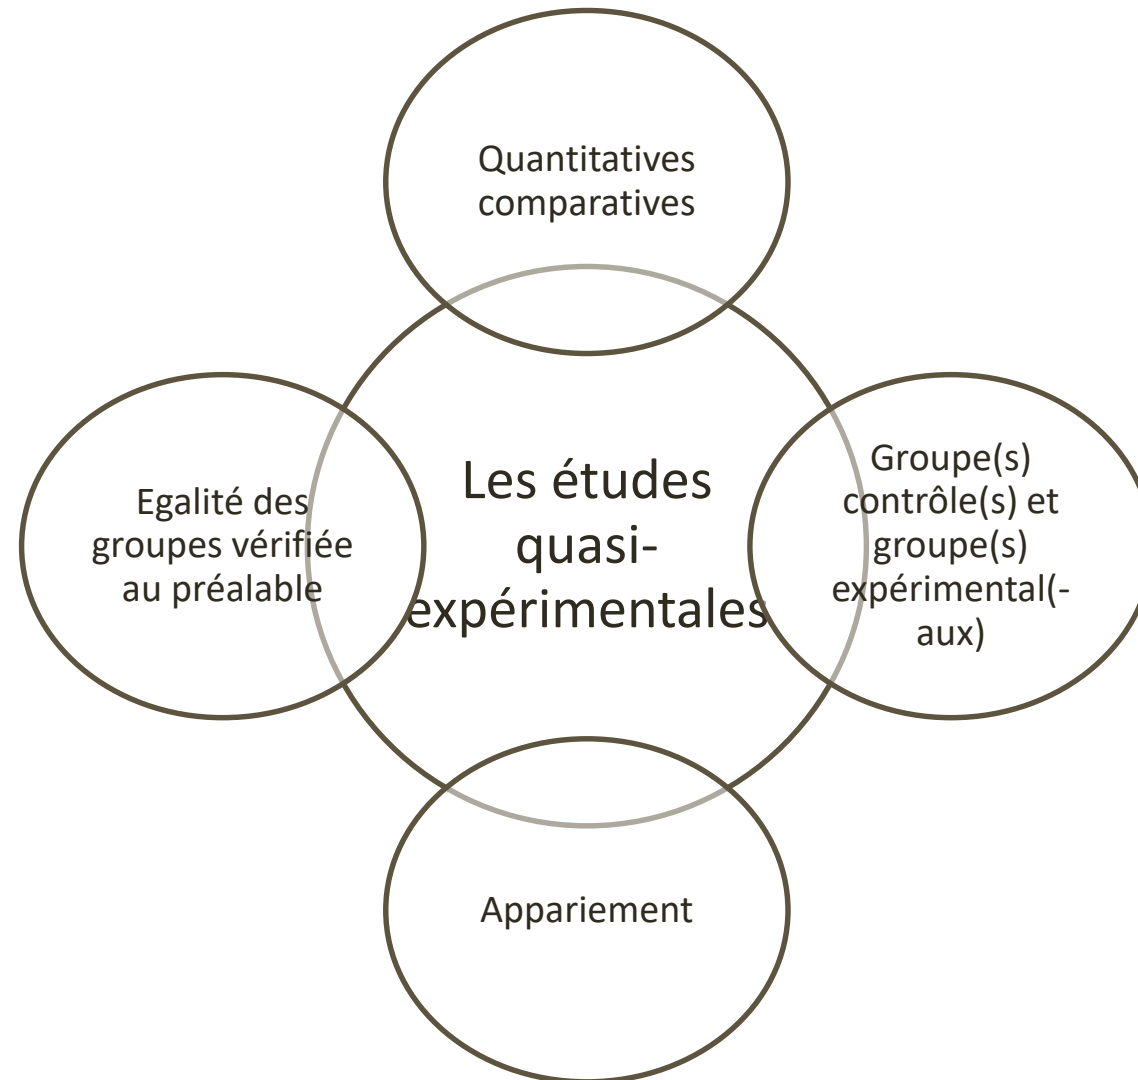 Quantitatives
comparatives
Egalité des
groupes vérifiée
au préalable
Les études
quasi-
expérimentales
Groupe(s)
contrôle(s) et
groupe(s)
expérimental(-
aux)
Appariement